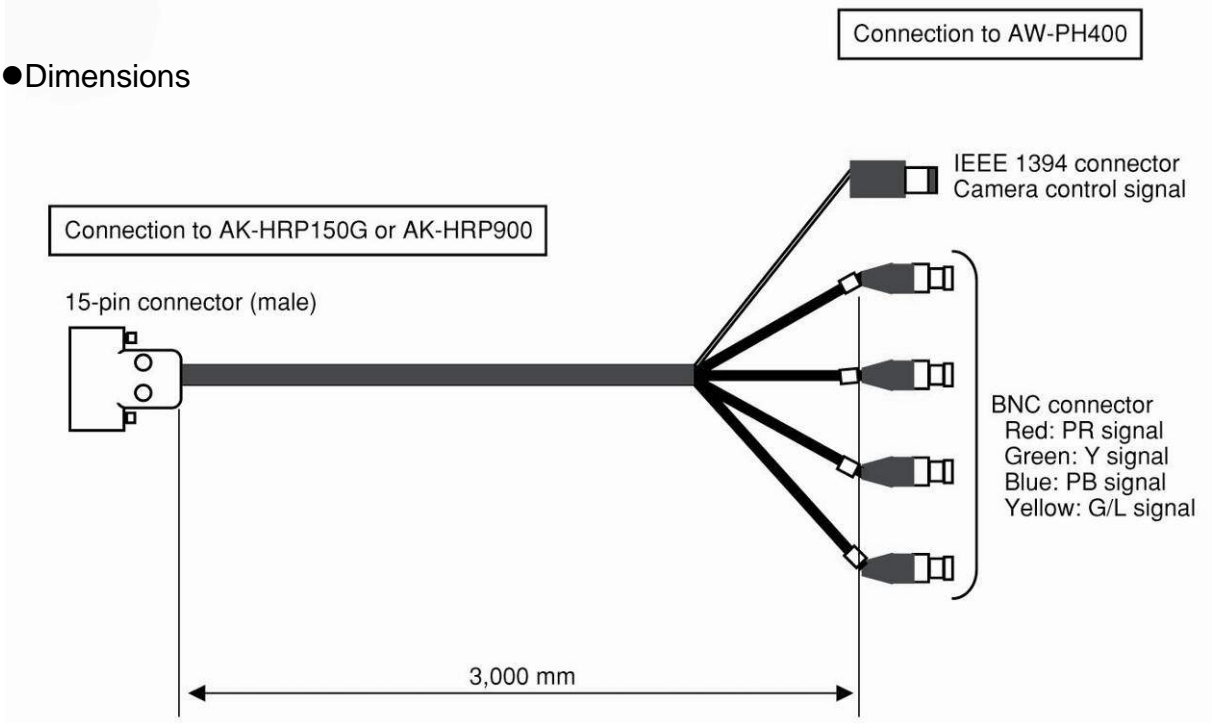 Connection to AW-PH400
●Dimensions
IEEE 1394 connector
Camera control signal
Connection to AK-HRP150G or AK-HRP900
15-pin connector (male)
BNC connector
Red: PR signal
Green: Y signal
Blue: PB signal
Yellow: G/L signal
3,000 mm